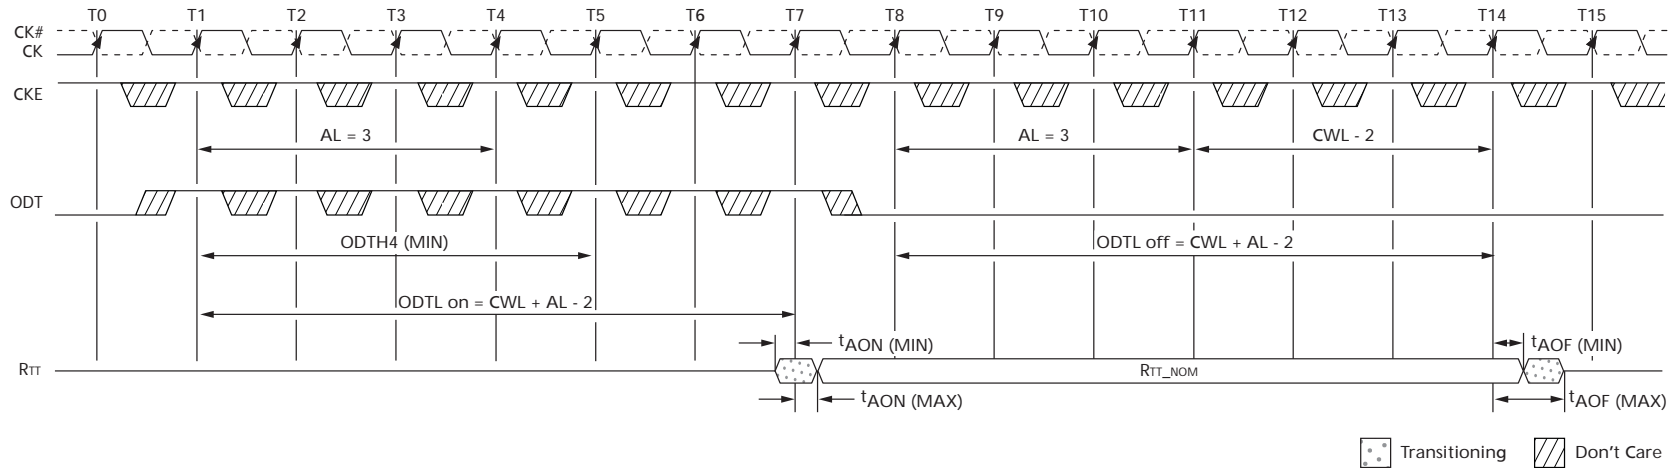 T0 T1 T2 T3 T4 T5 T6 T7 T8 T9 T10 T11 T12 T13 T14 T15
CK#
CK
CKE
AL = 3 AL = 3 CWL - 2
ODT
ODTH4 (MIN) ODTL off = CWL + AL - 2
ODTL on = CWL + AL - 2
tAON (MIN) tAOF (MIN)
RTT RTT_NOM
tAON (MAX) tAOF (MAX)
Transitioning Don't Care